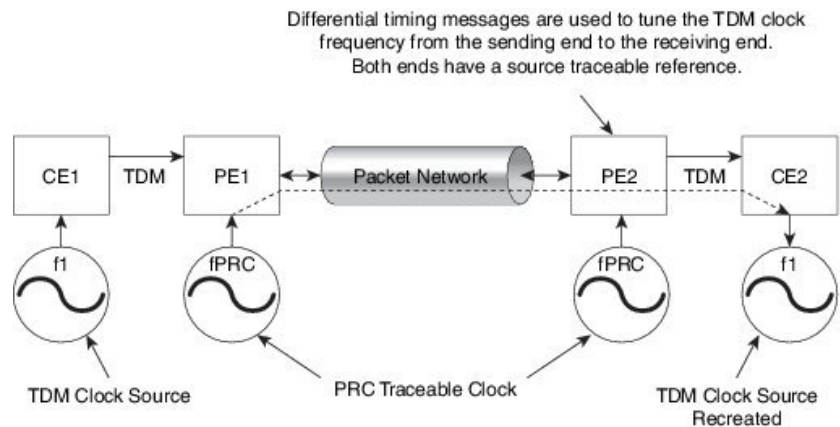 Differential timing messages are used to tune the TDM clock
frequency from the sending end to the receiving end.
Both ends have a source traceable reference.
CE1
TDM
PE1
Packet Network
PE2
TDM
CE2
f1
fPRC
fPRC
f1
TDM Clock Source
PRC Traceable Clock
TDM Clock Source
Recreated